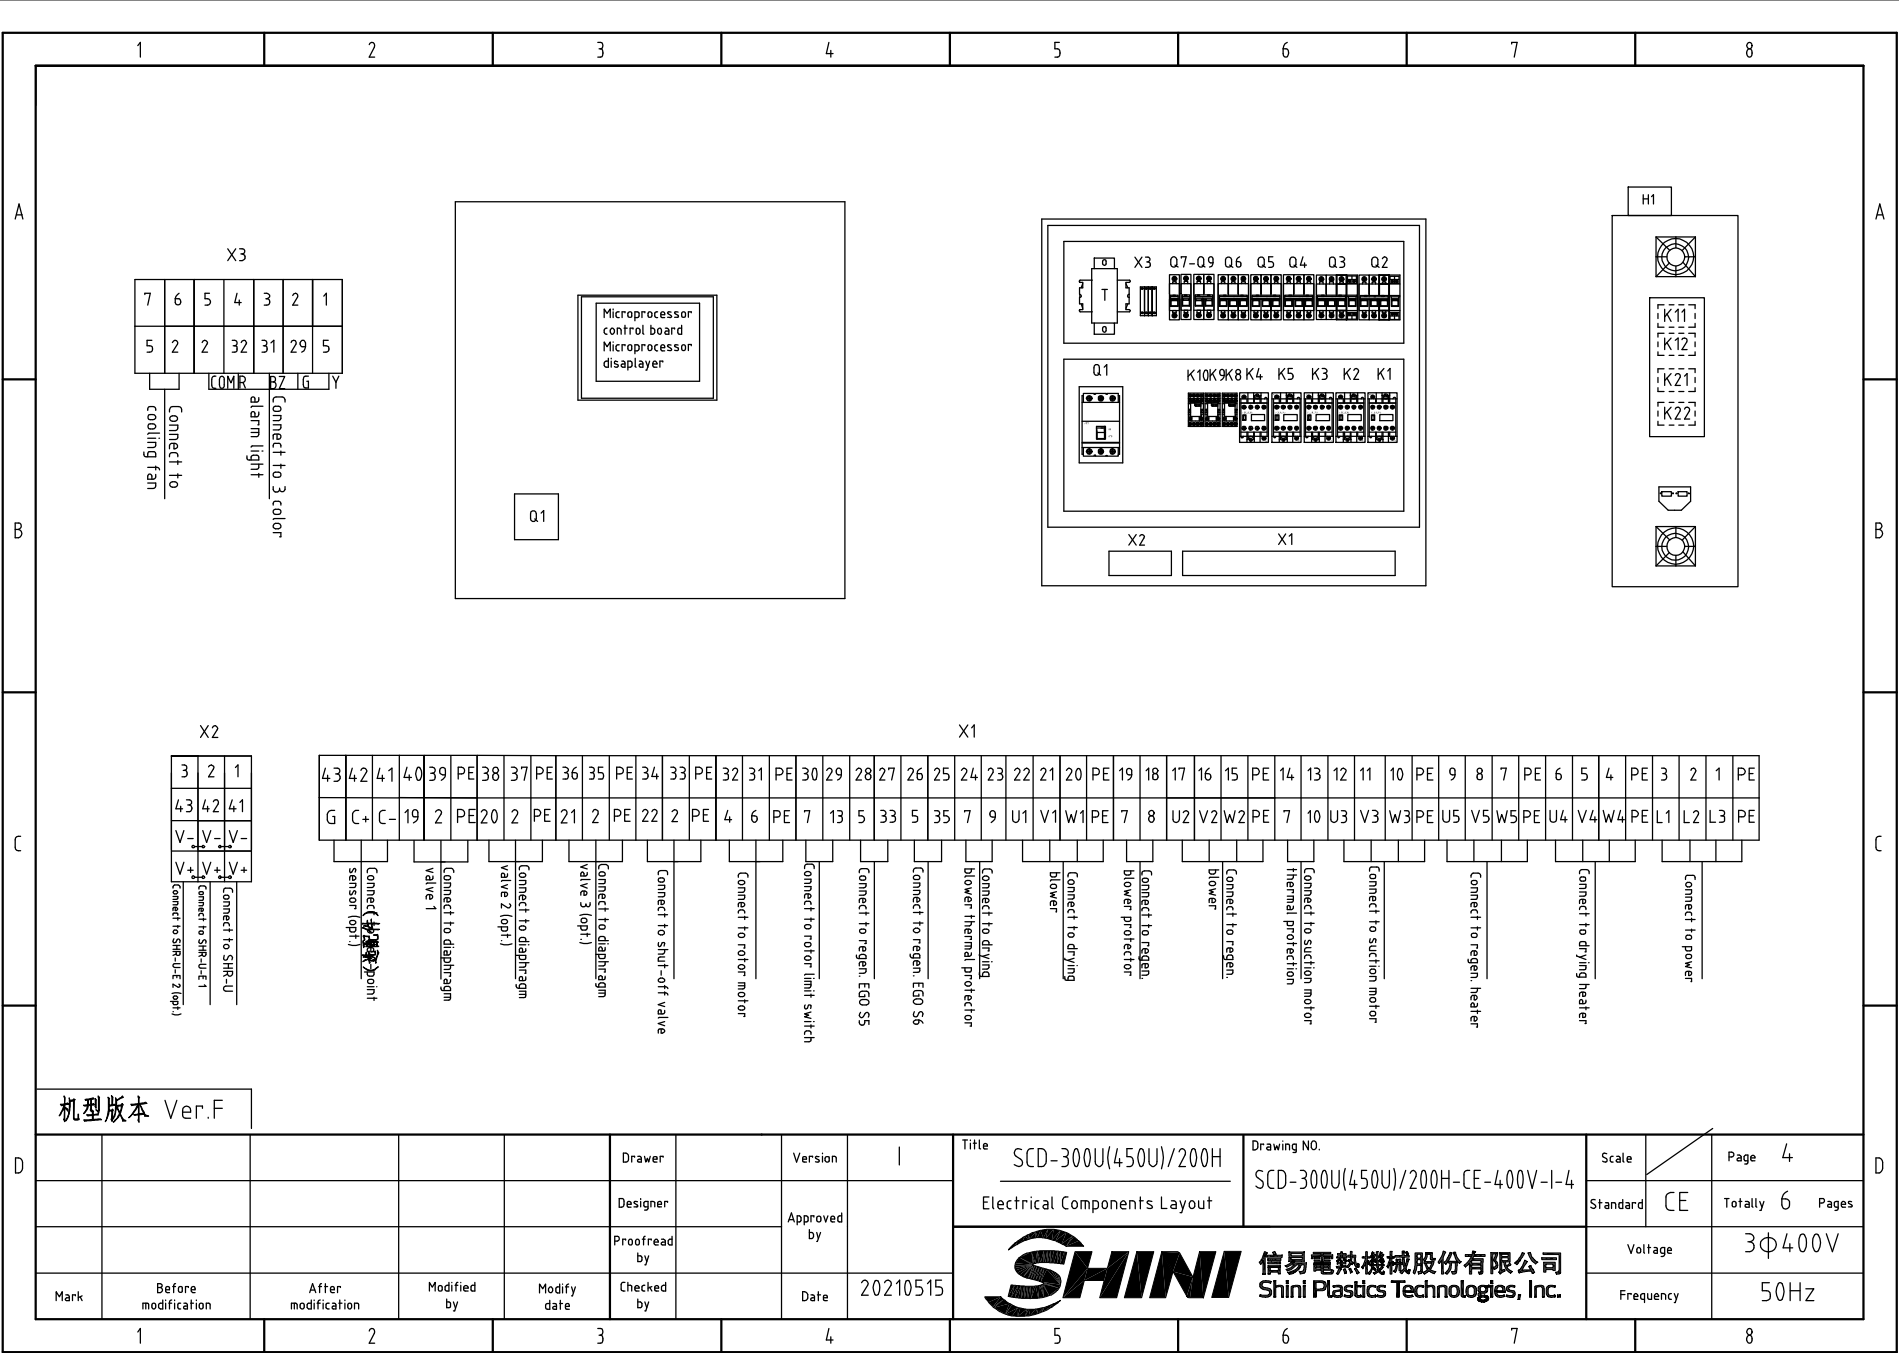 1 2 3 4 5 6 7 8
A A
X3
7 6 5 4 3 2 1
5 2 2 32 31 29 5
COM R BZ G Y
Connect to
cooling fan
Connect to 3 color
alarm light
Microprocessor
control board
Microprocessor
disaplayer
Q1
T X3 Q7-Q9 Q6 Q5 Q4 Q3 Q2
Q1 K10 K9 K8 K4 K5 K3 K2 K1
X2 X1
H1
K11
K12
K21
K22
B B
X2
3 2 1
43 42 41
V- V- V-
V+ V+ V+
Connect to SHR-U-E 2 (opt.)
Connect to SHR-U-E1
Connect to SHR-U
X1
43 42 41 40 39 PE 38 37 PE 36 35 PE 34 33 PE 32 31 PE 30 29 28 27 26 25 24 23 22 21 20 PE 19 18 17 16 15 PE 14 13 12 11 10 PE 9 8 7 PE 6 5 4 PE 3 2 1 PE
G C+ C- 19 2 PE 20 2 PE 21 2 PE 22 2 PE 4 6 PE 7 13 5 33 5 35 7 9 U1 V1 W1 PE 7 8 U2 V2 W2 PE 7 10 U3 V3 W3 PE U5 V5 W5 PE U4 V4 W4 PE L1 L2 L3 PE
Connect point
sensor (opt.)
Connect to diaphragm
valve 1
Connect to diaphragm
valve 2 (opt.)
Connect to diaphragm
valve 3 (opt.)
Connect to shut-off valve
Connect to rotor motor
Connect to rotor limit switch
Connect to regen. EGO S5
Connect to regen. EGO S6
Connect to drying
blower thermal protector
Connect to drying
blower
Connect to regen.
blower protector
Connect to regen.
blower
Connect to suction motor
thermal protection
Connect to suction motor
Connect to regen. heater
Connect to drying heater
Connect to power
C C
机型版本 Ver.F
D D
Drawer
Designer
Proofread
by
Checked
by
Version I
Approved
by
Date 20210515
Mark
Before
modification
After
modification
Modified
by
Modify
date
Title SCD-300U(450U)/200H
Electrical Components Layout
Drawing NO.
SCD-300U(450U)/200H-CE-400V-I-4
SHINI
信易電熱機械股份有限公司
Shini Plastics Technologies, Inc.
Scale
Page 4
Standard CE
Totally 6 Pages
Voltage 3Φ400V
Frequency 50Hz
1 2 3 4 5 6 7 8